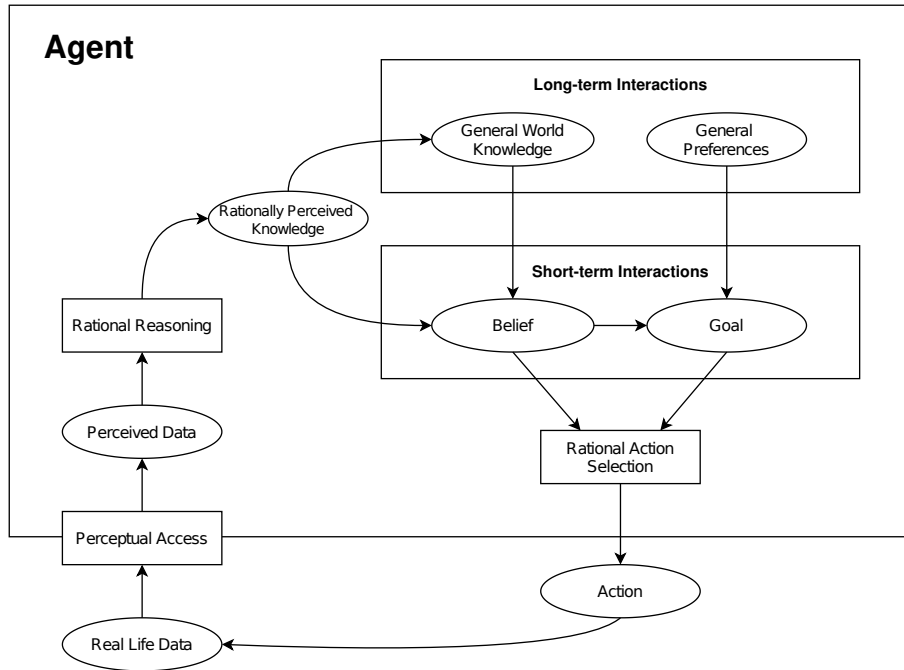 Agent
Long-term Interactions
General World
Knowledge
General
Preferences
Rationally Perceived
Knowledge
Short-term Interactions
Rational Reasoning
Belief
Goal
Perceived Data
Rational Action
Selection
Perceptual Access
Action
Real Life Data